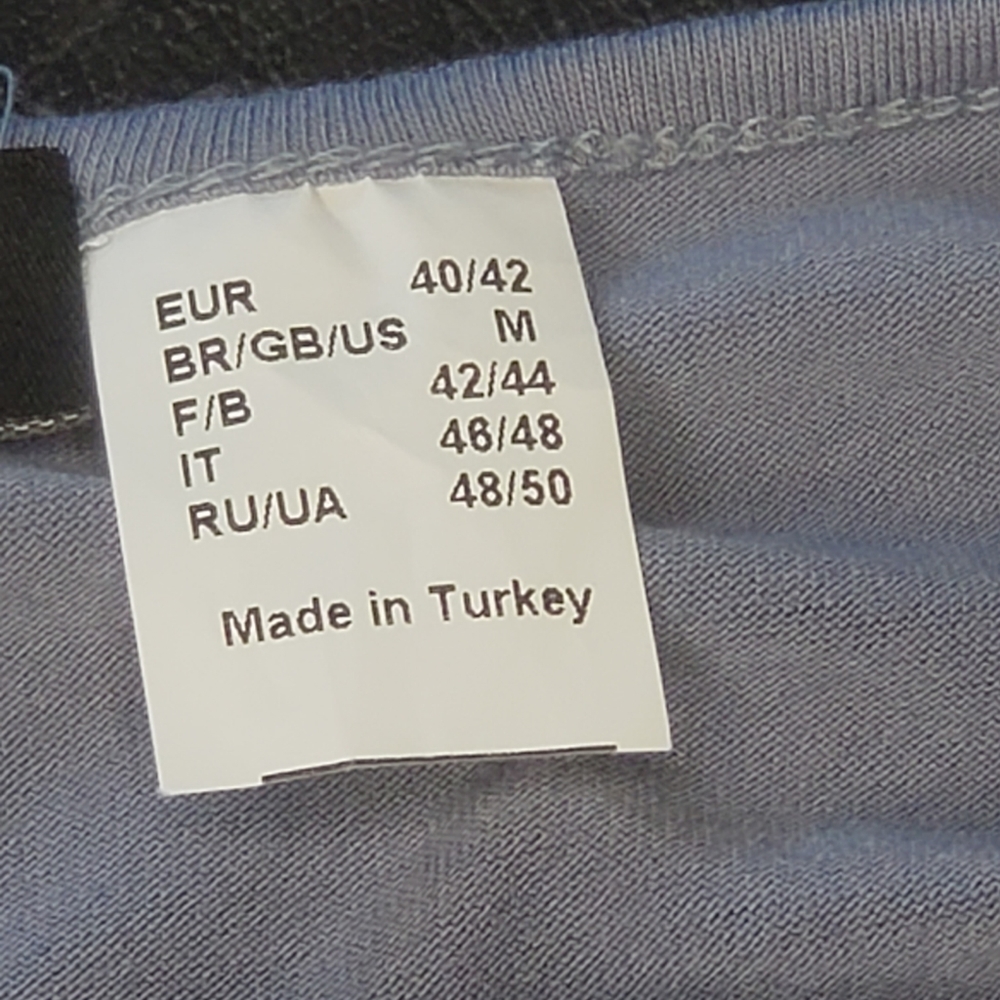 EUR 40/42
BR/GB/US M
F/B 42/44
IT 46/48
RU/UA 48/50
Made in Turkey